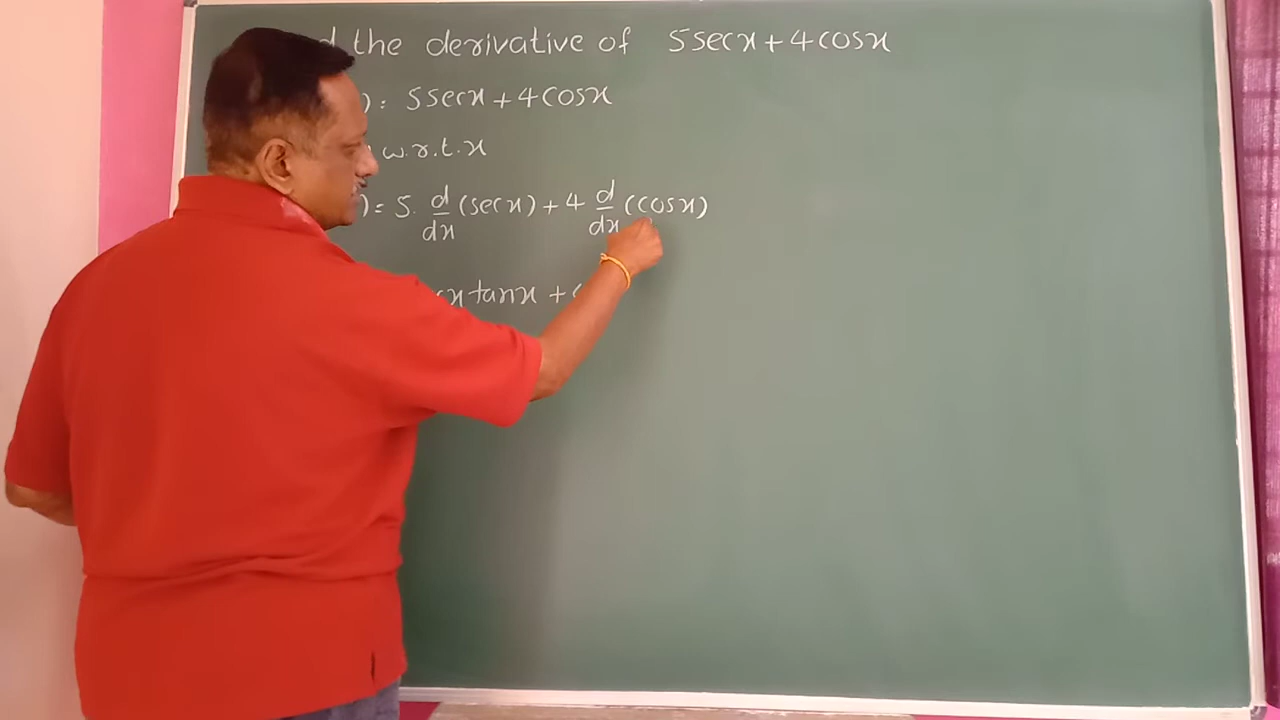 the derivative of 5secx+4cosx
): 5secx+4cosx
w.r.t.x
)= 5. d/dx (secx)+4 d/dx (cosx)
x tanx +